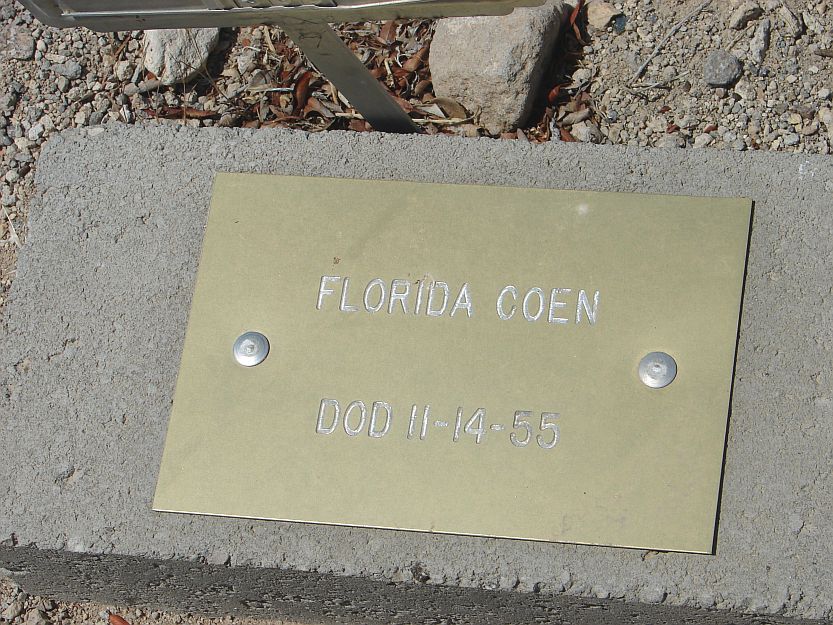 FLORIDA COEN
DOD 11-14-55